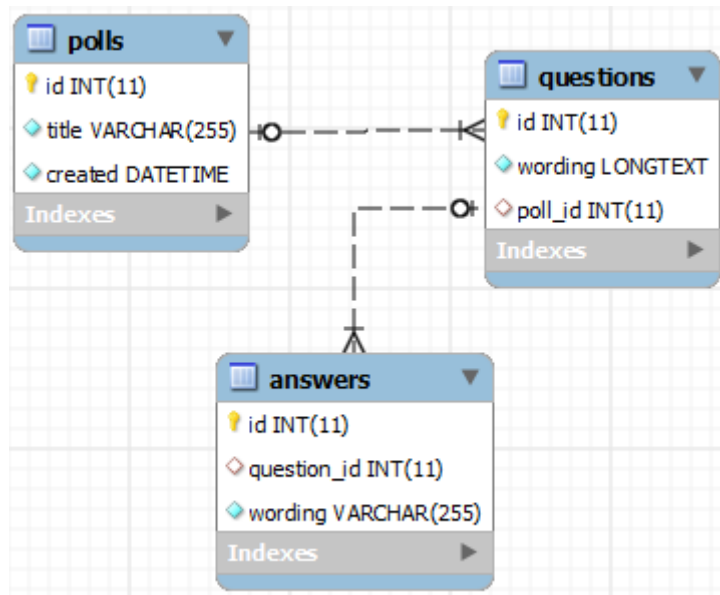 polls
id INT(11)
title VARCHAR(255)
created DATETIME
Indexes
questions
id INT(11)
wording LONGTEXT
poll_id INT(11)
Indexes
answers
id INT(11)
question_id INT(11)
wording VARCHAR(255)
Indexes